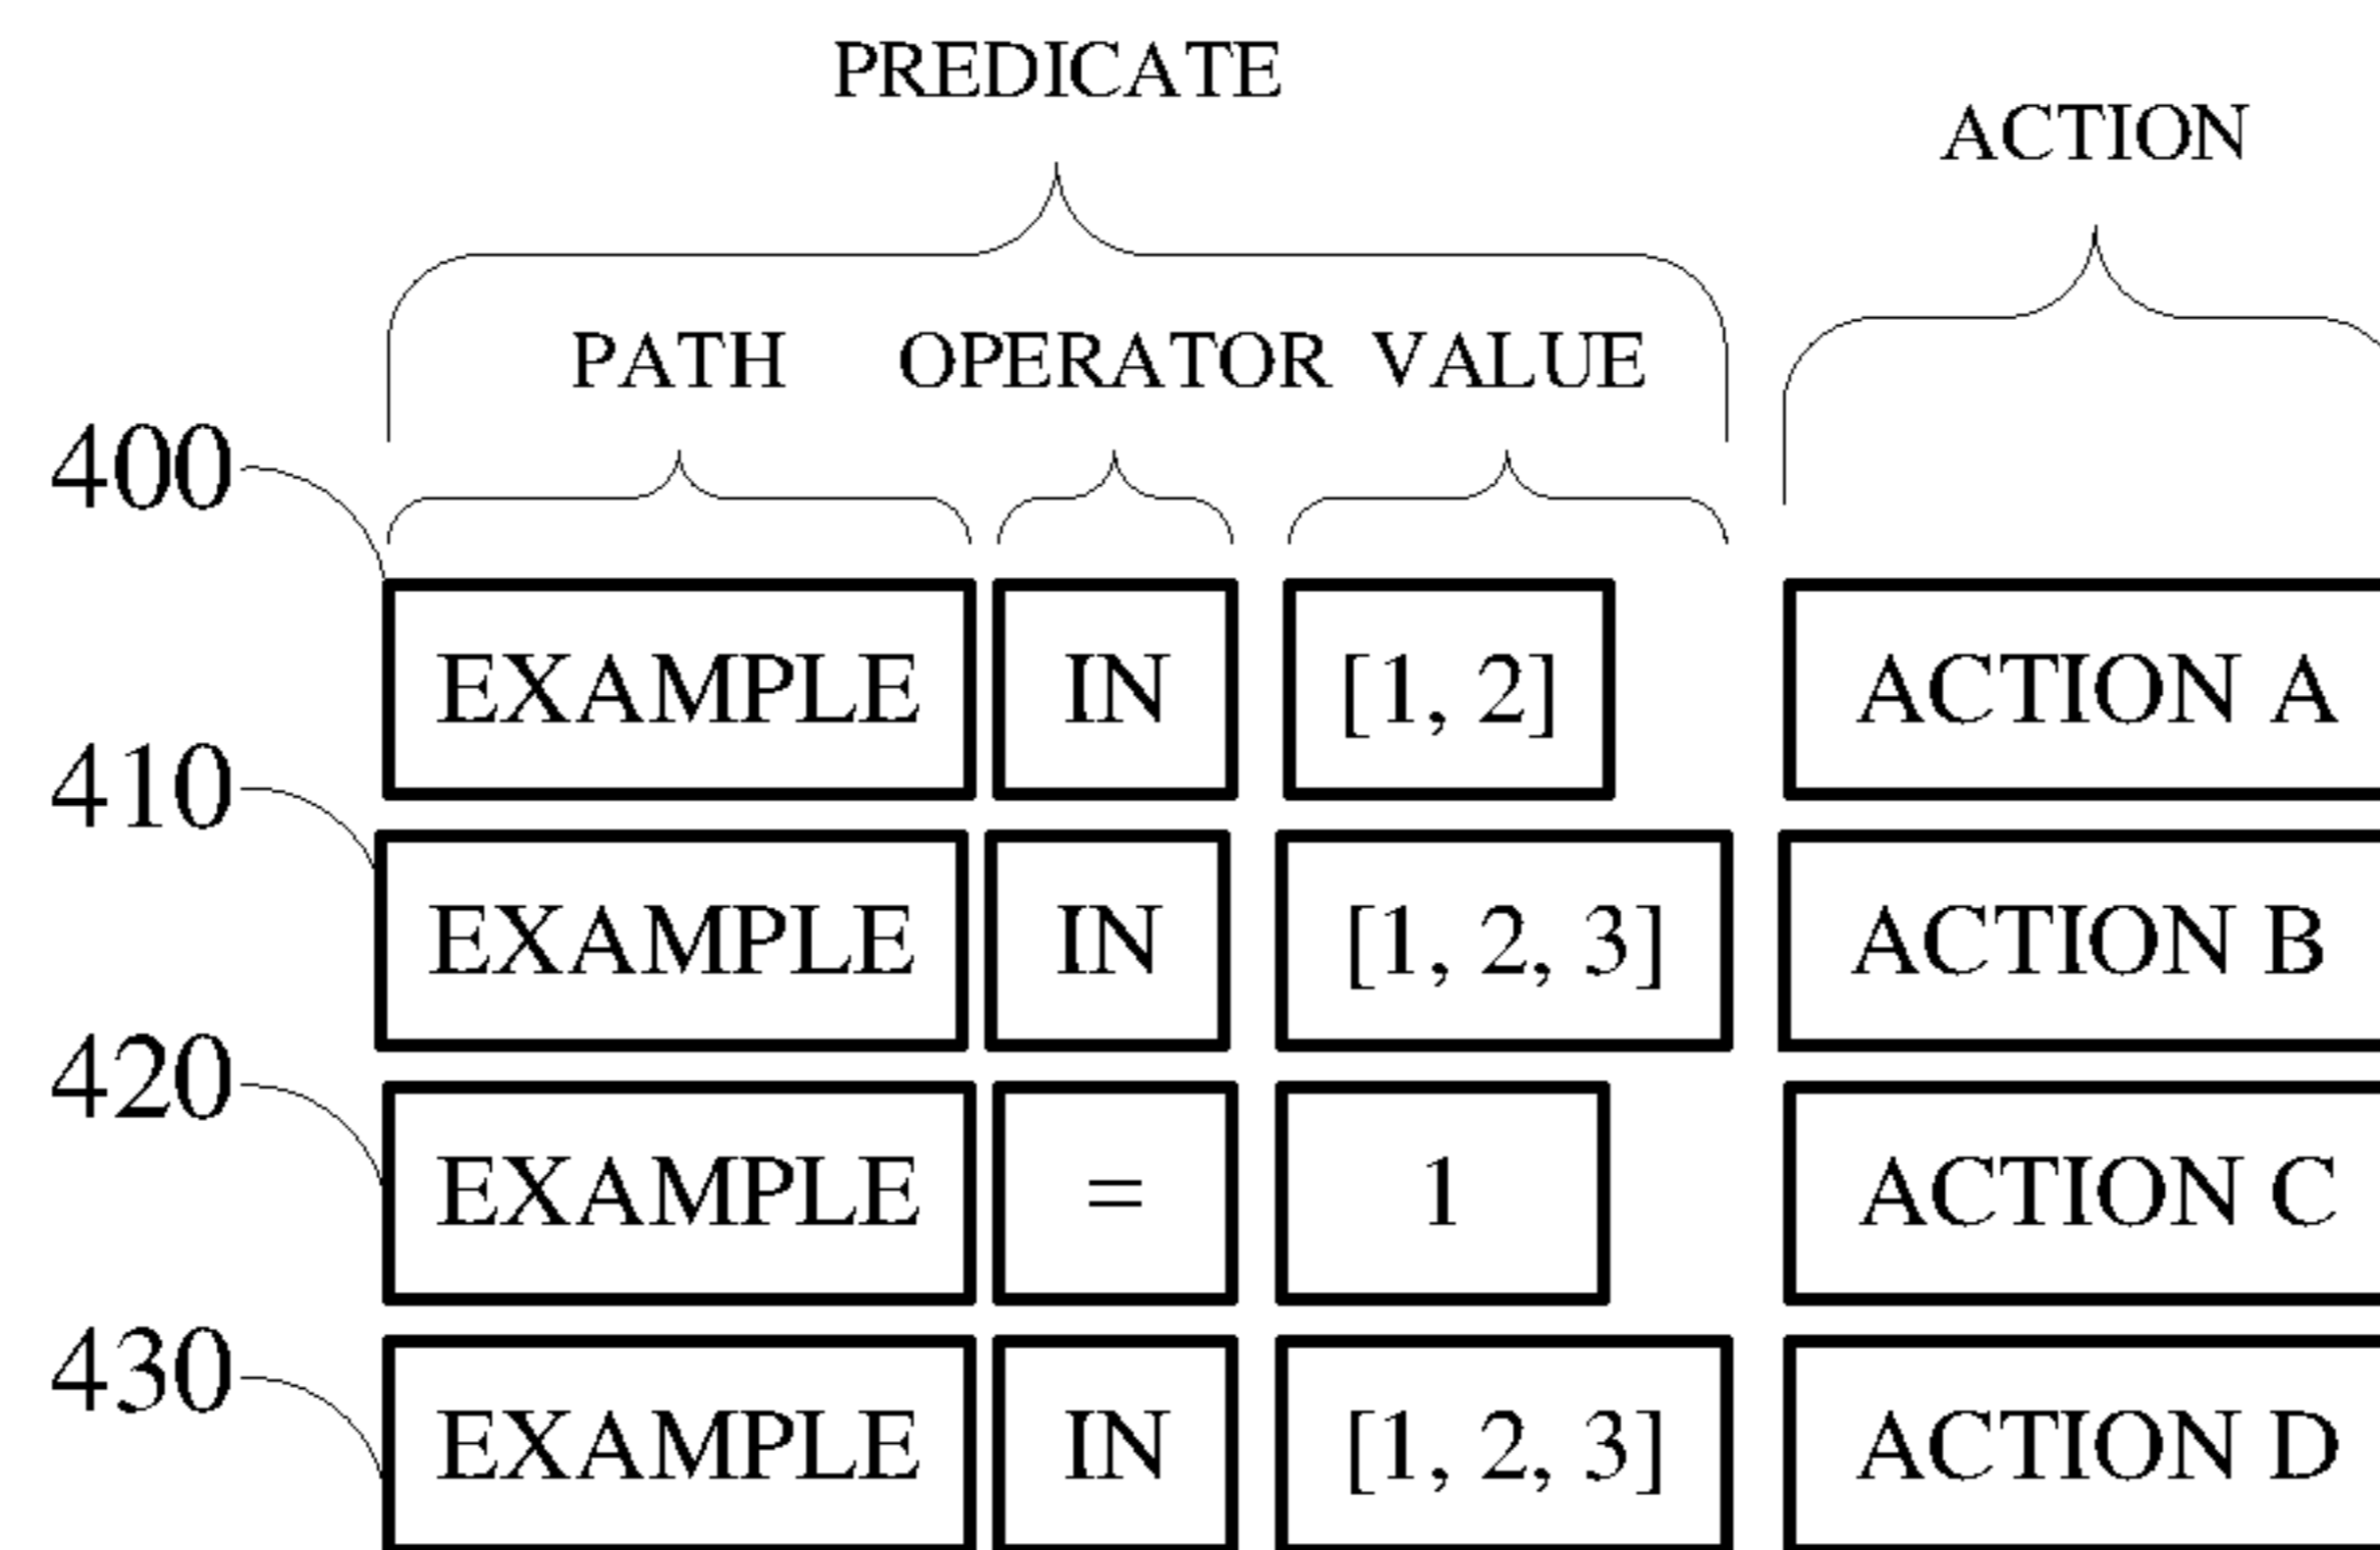 PREDICATE
ACTION
PATH OPERATOR VALUE
400
EXAMPLE IN [1, 2] ACTION A
410
EXAMPLE IN [1, 2, 3] ACTION B
420
EXAMPLE = 1 ACTION C
430
EXAMPLE IN [1, 2, 3] ACTION D